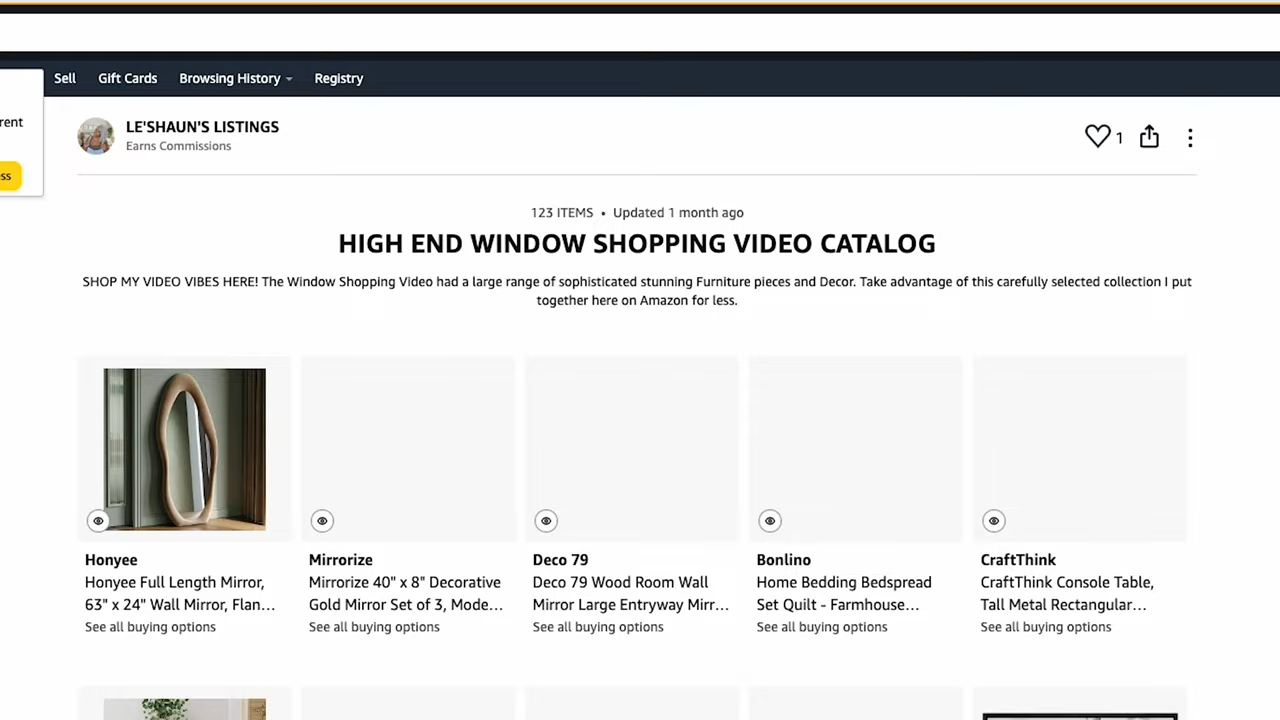 Sell Gift Cards Browsing History Registry
rent
ss
LE'SHAUN'S LISTINGS
Earns Commissions
1
123 ITEMS • Updated 1 month ago
HIGH END WINDOW SHOPPING VIDEO CATALOG
SHOP MY VIDEO VIBES HERE! The Window Shopping Video had a large range of sophisticated stunning Furniture pieces and Decor. Take advantage of this carefully selected collection I put
together here on Amazon for less.
Honyee
Honyee Full Length Mirror,
63" x 24" Wall Mirror, Flan...
See all buying options
Mirrorize
Mirrorize 40" x 8" Decorative
Gold Mirror Set of 3, Mode...
See all buying options
Deco 79
Deco 79 Wood Room Wall
Mirror Large Entryway Mirr...
See all buying options
Bonlino
Home Bedding Bedspread
Set Quilt - Farmhouse...
See all buying options
CraftThink
CraftThink Console Table,
Tall Metal Rectangular...
See all buying options